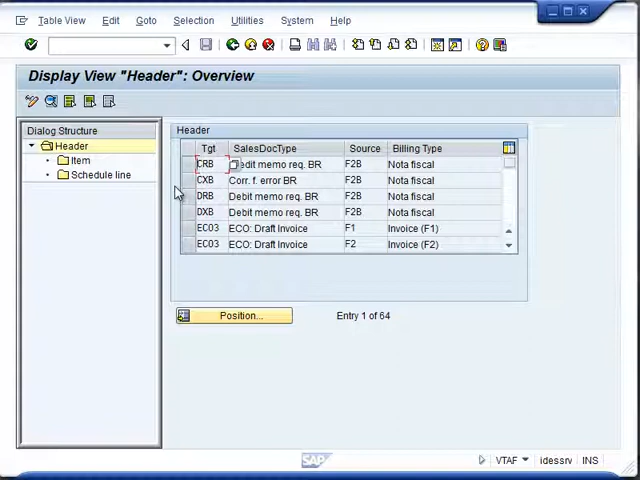 Table View Edit Goto Selection Utilities System Help
Display View "Header": Overview
Dialog Structure
Header
Item
Schedule line
Header
Tgt SalesDocType Source Billing Type
CRB edit memo req. BR F2B Nota fiscal
CXB Corr. f. error BR F2B Nota fiscal
DRB Debit memo req. BR F2B Nota fiscal
DXB Debit memo req. BR F2B Nota fiscal
EC03 ECO: Draft Invoice F1 Invoice (F1)
EC03 ECO: Draft Invoice F2 Invoice (F2)
Position... Entry 1 of 64
SAP VTAF idessrv INS